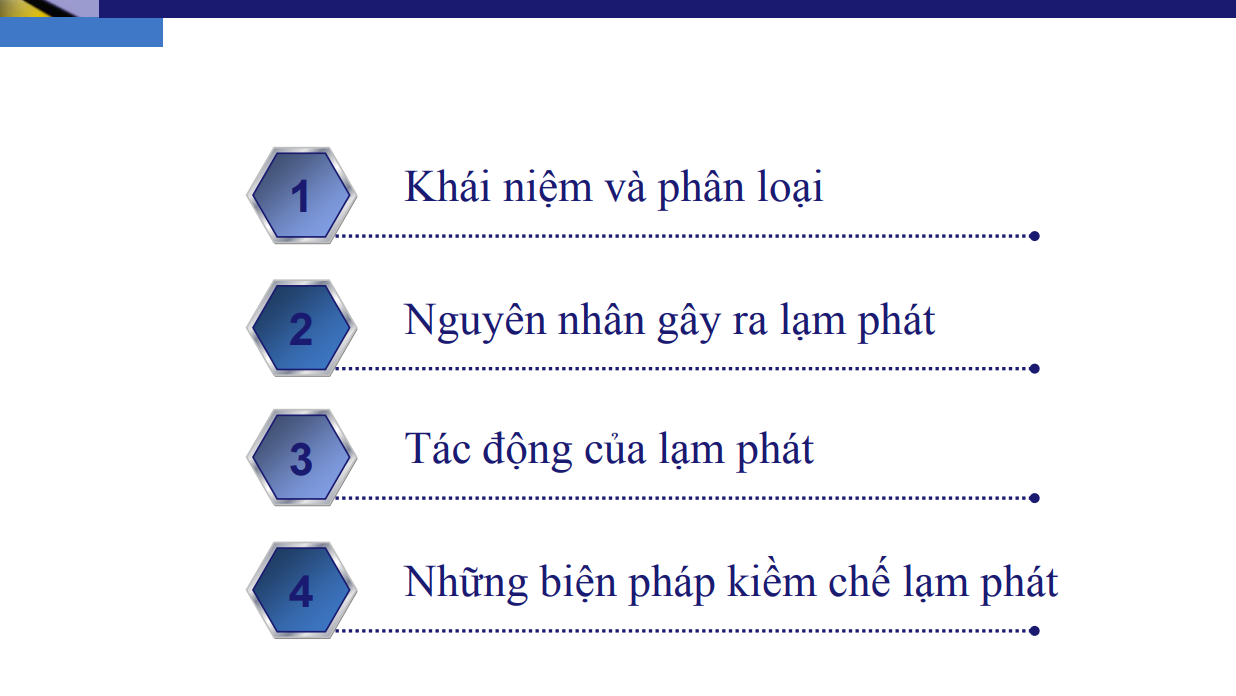 1 Khái niệm và phân loại
2 Nguyên nhân gây ra lạm phát
3 Tác động của lạm phát
4 Những biện pháp kiềm chế lạm phát